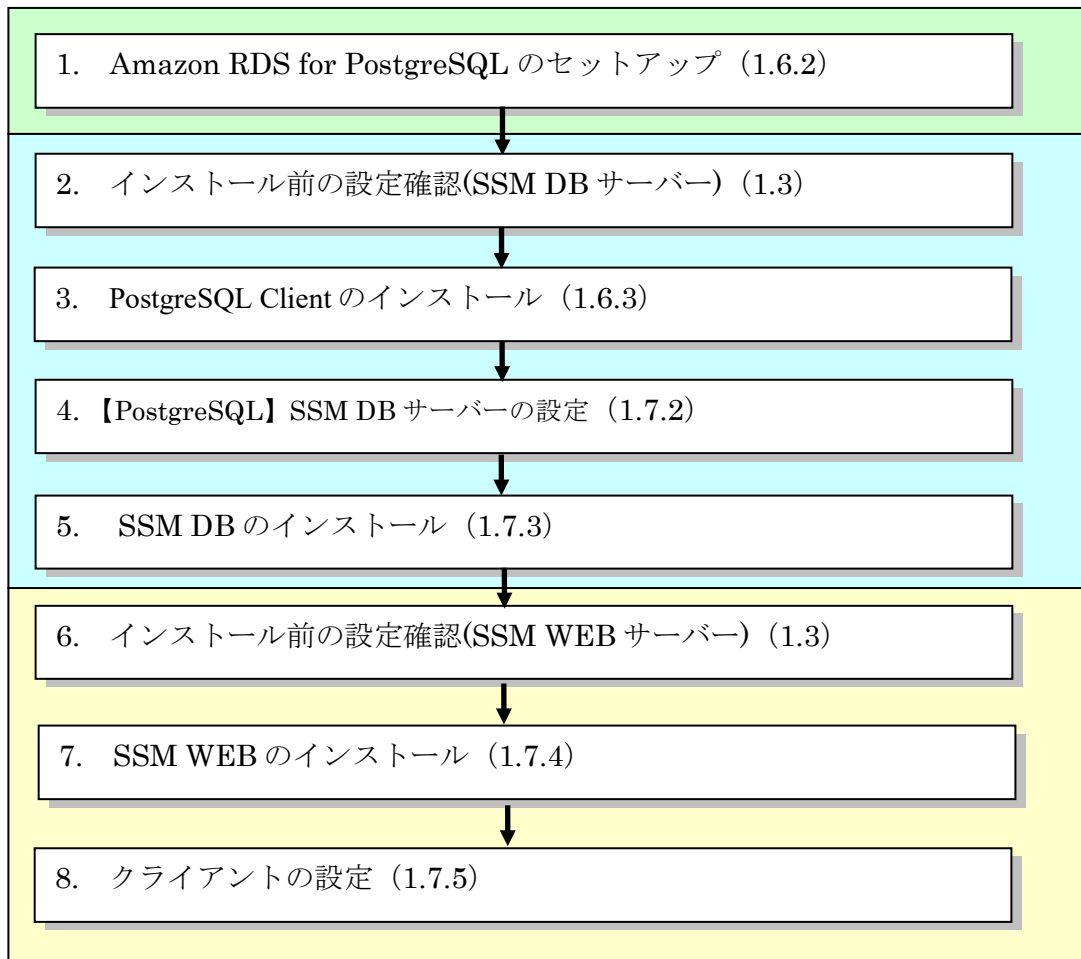 1. Amazon RDS for PostgreSQL のセットアップ（1.6.2）
2. インストール前の設定確認(SSM DB サーバー)（1.3）
3. PostgreSQL Client のインストール（1.6.3）
4. 【PostgreSQL】SSM DB サーバーの設定（1.7.2）
5. SSM DB のインストール（1.7.3）
6. インストール前の設定確認(SSM WEB サーバー)（1.3）
7. SSM WEB のインストール（1.7.4）
8. クライアントの設定（1.7.5）